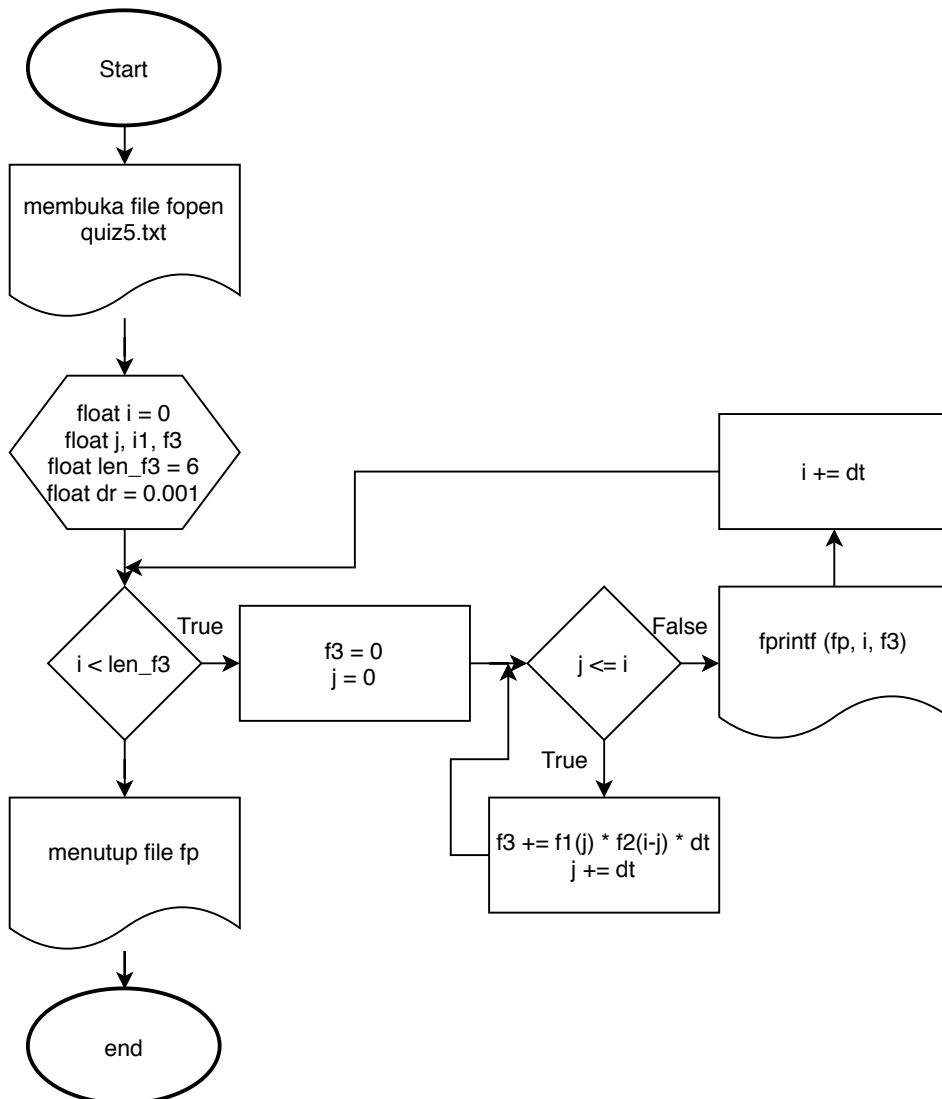 Start
membuka file fopen
quiz5.txt
float i = 0
float j, i1, f3
float len_f3 = 6
float dr = 0.001
i += dt
i < len_f3
True
f3 = 0
j = 0
j <= i
False
fprintf (fp, i, f3)
True
f3 += f1(j) * f2(i-j) * dt
j += dt
menutup file fp
end